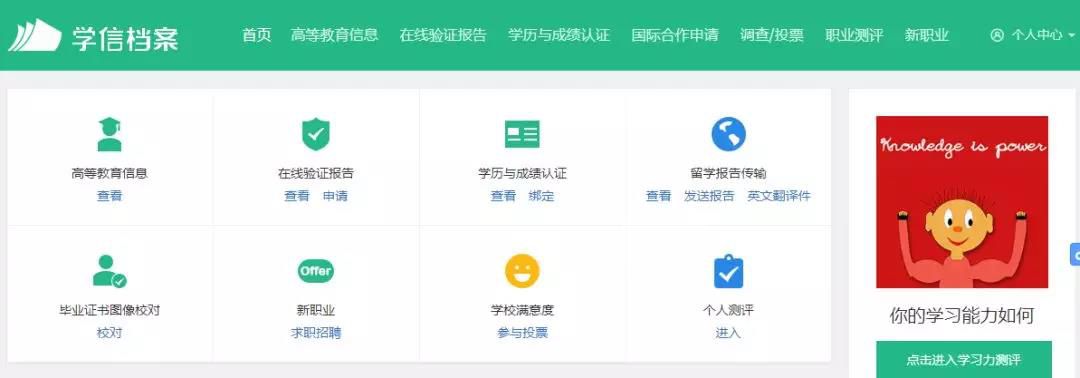 学信档案
首页 高等教育信息 在线验证报告 学历与成绩认证 国际合作申请 调查/投票 职业测评 新职业 个人中心
高等教育信息 在线验证报告 学历与成绩认证 留学报告传输
查看 查看 申请 查看 绑定 查看 发送报告 英文翻译件
Offer
毕业证书图像校对 新职业 学校满意度 个人测评
校对 求职招聘 参与投票 进入
Knowledge is power
你的学习能力如何
点击进入学习力测评